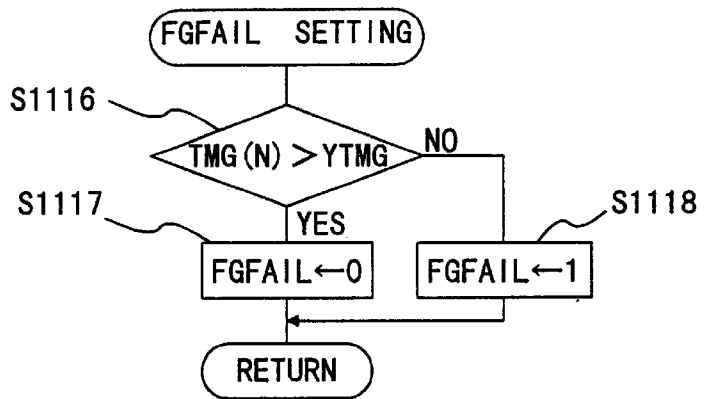 FGFAIL SETTING
S1116
TMG(N)>YTMG
NO
S1117
YES
S1118
FGFAIL←0
FGFAIL←1
RETURN